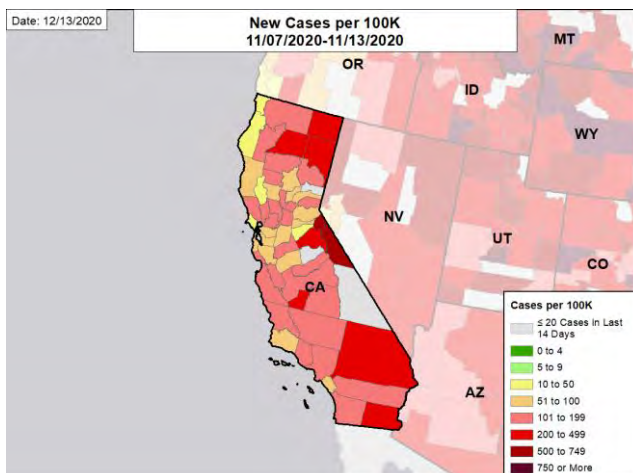 Date: 12/13/2020
New Cases per 100K
11/07/2020-11/13/2020
MT
OR
ID
WY
NV
UT
CO
CA
AZ
Cases per 100K
≤ 20 Cases in Last
14 Days
0 to 4
5 to 9
10 to 50
51 to 100
101 to 199
200 to 499
500 to 749
750 or More